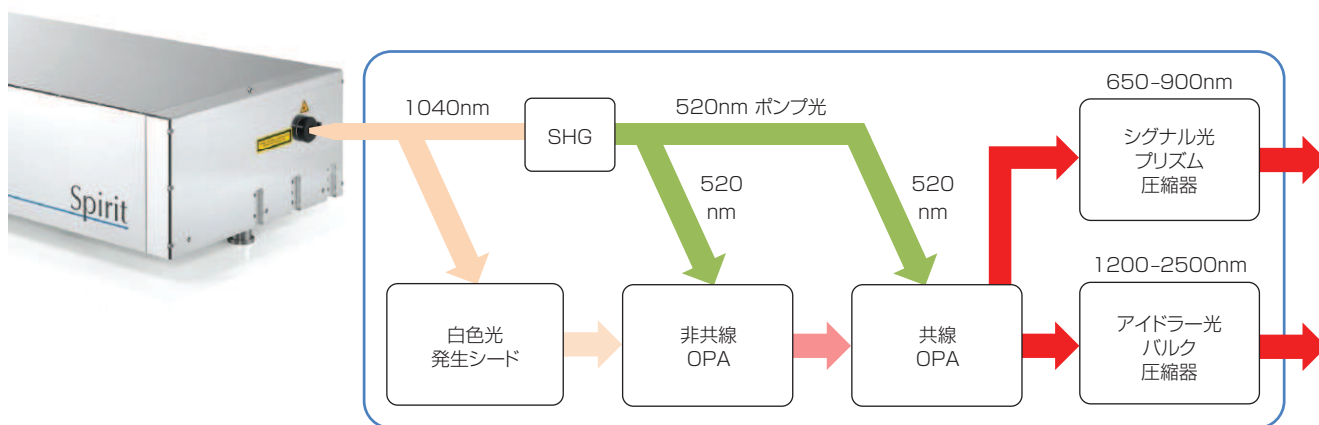 Spirit
1040nm
SHG
520nm ポンプ光
520
nm
520
nm
白色光
発生シード
非共線
OPA
共線
OPA
650-900nm
シグナル光
プリズム
圧縮器
1200-2500nm
アイドラー光
バルク
圧縮器